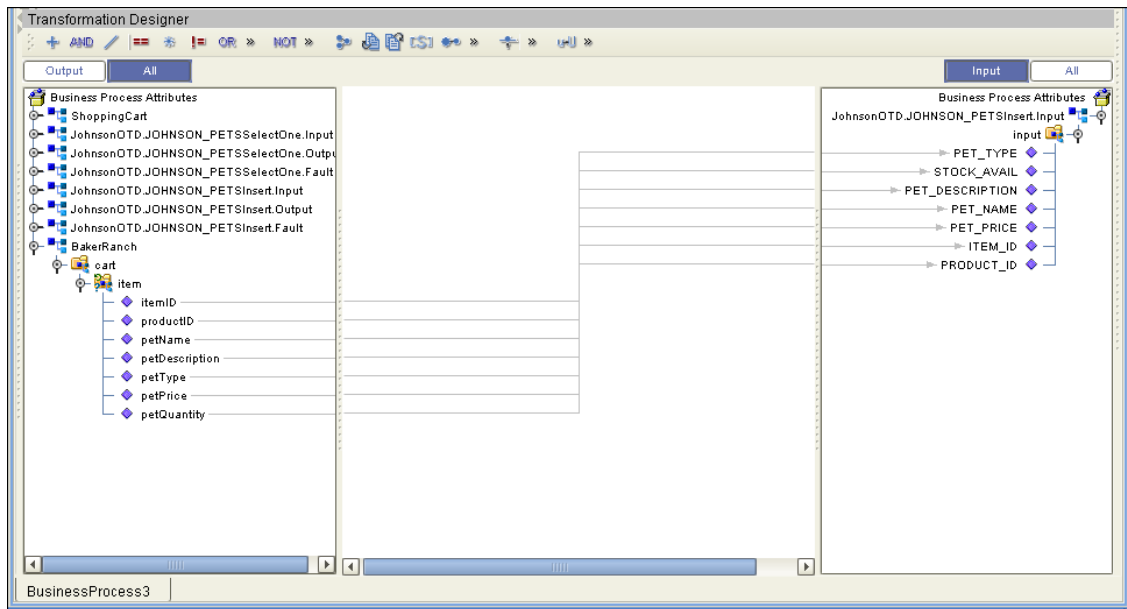 Transformation Designer
AND == != OR » NOT » »  » »
Output All Input All
Business Process Attributes
ShoppingCart
JohnsonOTD.JOHNSON_PETSSelectOne.Input
JohnsonOTD.JOHNSON_PETSSelectOne.Outpu
JohnsonOTD.JOHNSON_PETSSelectOne.Fault
JohnsonOTD.JOHNSON_PETSInsert.Input
JohnsonOTD.JOHNSON_PETSInsert.Output
JohnsonOTD.JOHNSON_PETSInsert.Fault
BakerRanch
cart
item
itemID
productID
petName
petDescription
petType
petPrice
petQuantity
Business Process Attributes
JohnsonOTD.JOHNSON_PETSInsert.Input
input
PET_TYPE
STOCK_AVAIL
PET_DESCRIPTION
PET_NAME
PET_PRICE
ITEM_ID
PRODUCT_ID
BusinessProcess3